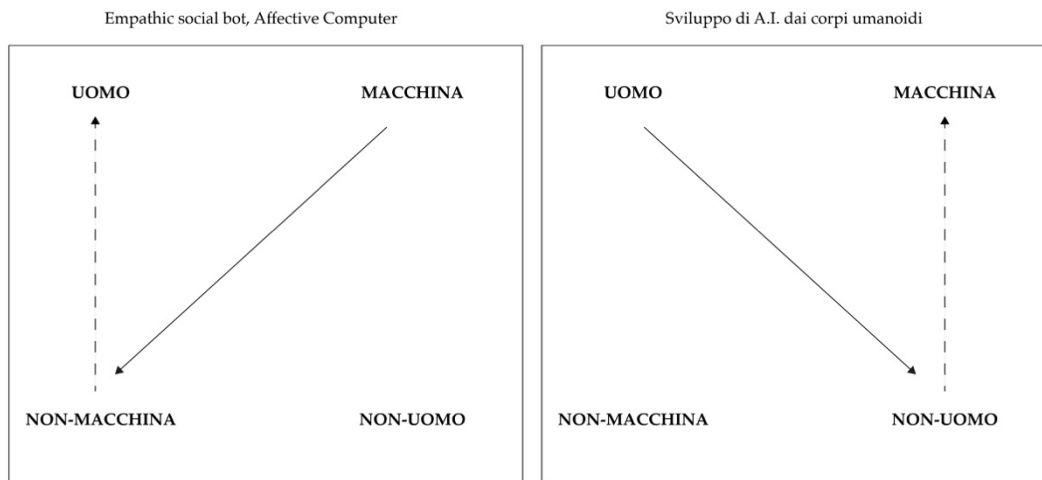 Empathic social bot, Affective Computer
UOMO MACCHINA
NON-MACCHINA NON-UOMO
Sviluppo di A.I. dai corpi umanoidi
UOMO MACCHINA
NON-MACCHINA NON-UOMO